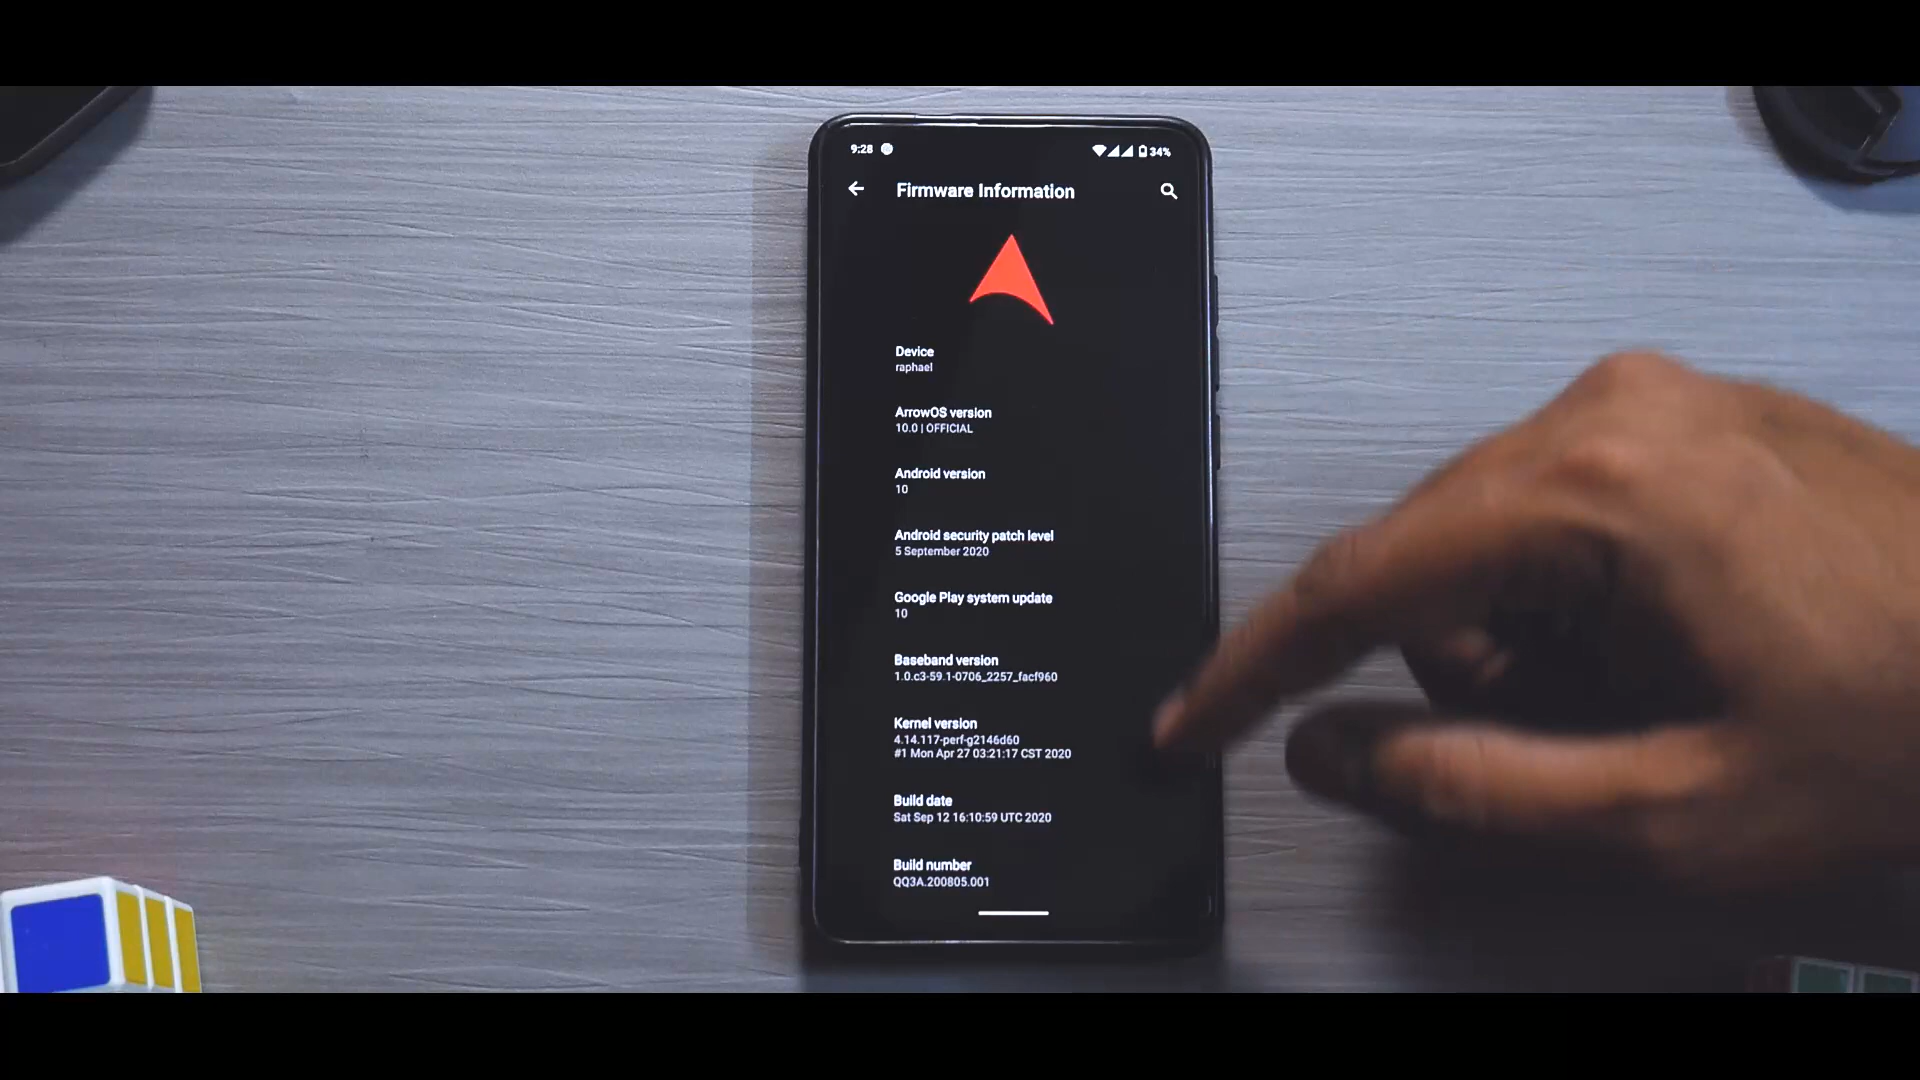 9:28
34%
Firmware Information
Device
raphael
ArrowOS version
10.0 | OFFICIAL
Android version
10
Android security patch level
5 September 2020
Google Play system update
10
Baseband version
1.0.c3-59.1-0706_2257_facf960
Kernel version
4.14.117-perf-g2146d60
#1 Mon Apr 27 03:21:17 CST 2020
Build date
Sat Sep 12 16:10:59 UTC 2020
Build number
QQ3A.200805.001